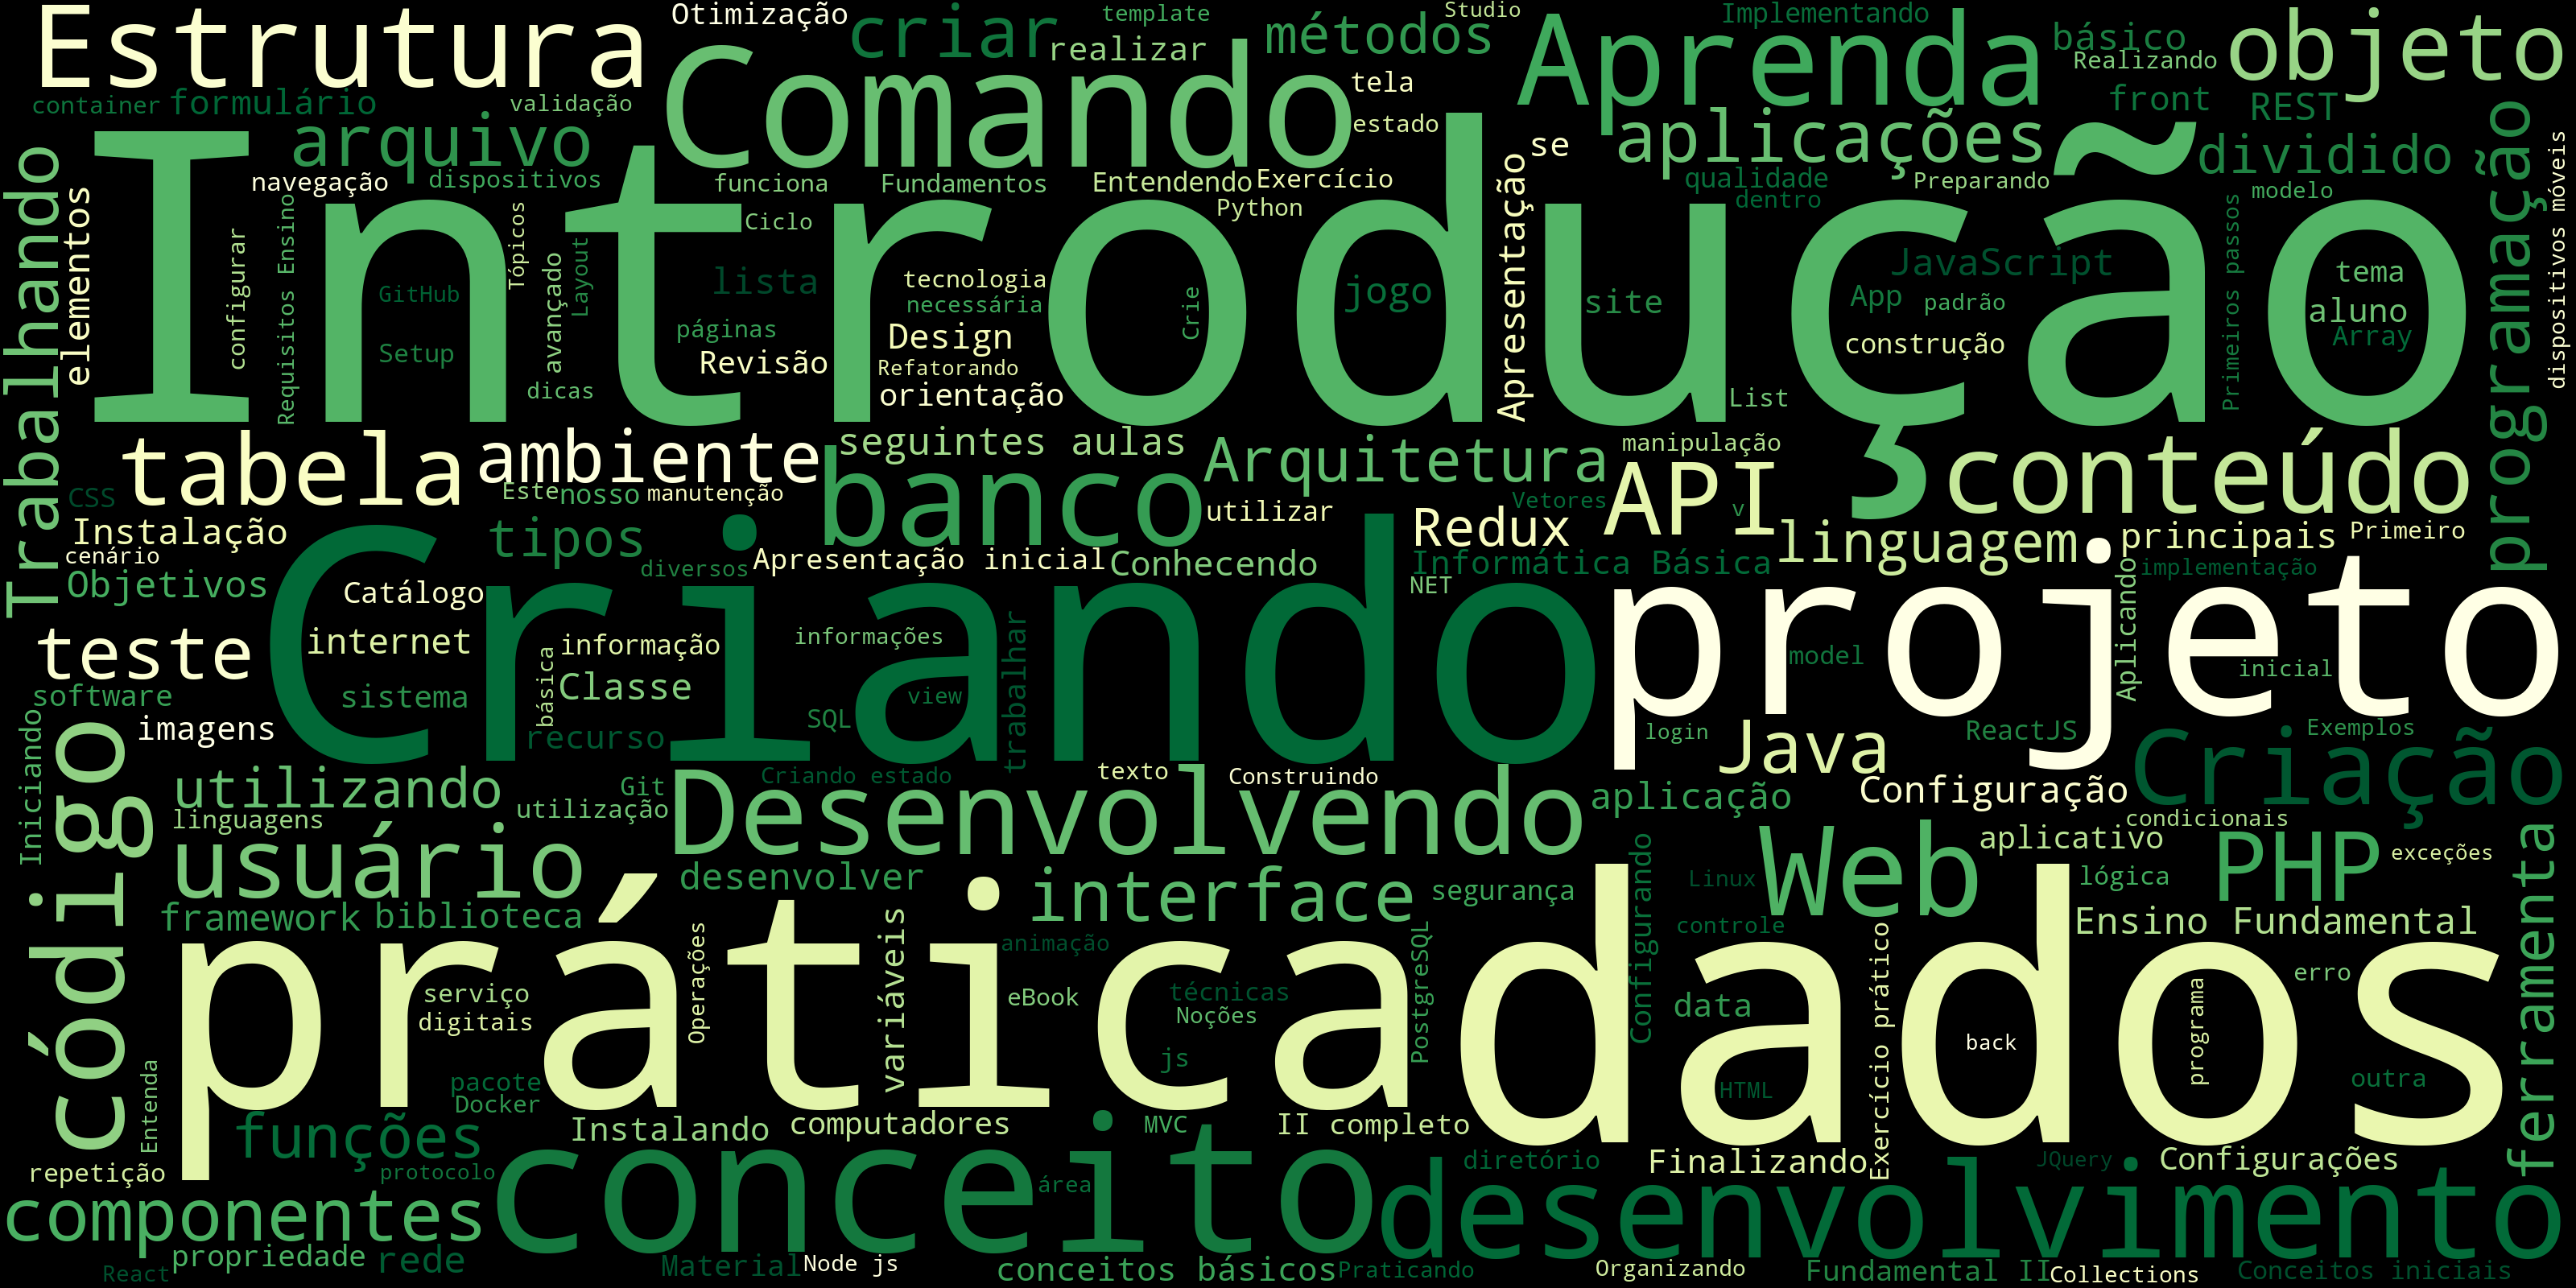 Estrutura
Otimização
criar
template
Studio
realizar
métodos
Implementando
Aprenda
básico
Realizando
objeto
container
formulário
validação
Comando
tela
estado
aplicações
front
REST
arquivo
se
dividido
programação
Trabalhando
elementos
navegação
dispositivos
funciona
Fundamentos
Entendendo
Exercício
Python
Apresentação
qualidade
dentro
Preparando
modelo
dispositivos móveis
Introdução
configurar
Requisitos Ensino
GitHub
Setup
Tópicos
avançado
Layout
dicas
Ciclo
lista
páginas
Revisão
tecnologia
necessária
Design
Refatorando
orientação
Crie
jogo
site
List
JavaScript
App
padrão
construção
Primeiros passos
tema
aluno
Array
tabela
ambiente
seguintes aulas
banco
Arquitetura
manipulação
API
conteúdo
CSS
Este
nosso
manutenção
utilizar
Vetores
v
Instalação
cenário
tipos
diversos
Apresentação inicial
Conhecendo
Redux
Informática Básica
NET
linguagem
principais
Primeiro
implementação
Objetivos
Catálogo
Criando
projeto
Aplicando
teste
internet
básica
informação
informações
trabalhar
model
inicial
software
sistema
Classe
view
SQL
recurso
imagens
Iniciando
código
login
Java
ReactJS
Exemplos
Criação
utilizando
Git
utilização
Criando estado
texto
Construindo
Desenvolvendo
aplicação
Configuração
condicionais
linguagens
usuário
desenvolver
interface
segurança
Configurando
Web
aplicativo
lógica
PHP
exceções
ferramenta
Linux
controle
framework
biblioteca
Ensino Fundamental
práticas
dados
Operações
variáveis
animação
eBook
técnicas
Noções
js
PostgreSQL
data
HTML
Exercício prático
back
programa
erro
outra
serviço
digitais
pacote
Docker
Entenda
funções
Instalando
computadores
MVC
II completo
repetição
protocolo
conceito
área
diretório
Finalizando
JQuery
Configurações
componentes
desenvolvimento
propriedade
rede
React
Material
Node js
conceitos básicos
Praticando
Organizando
Fundamental II
Collections
Conceitos iniciais